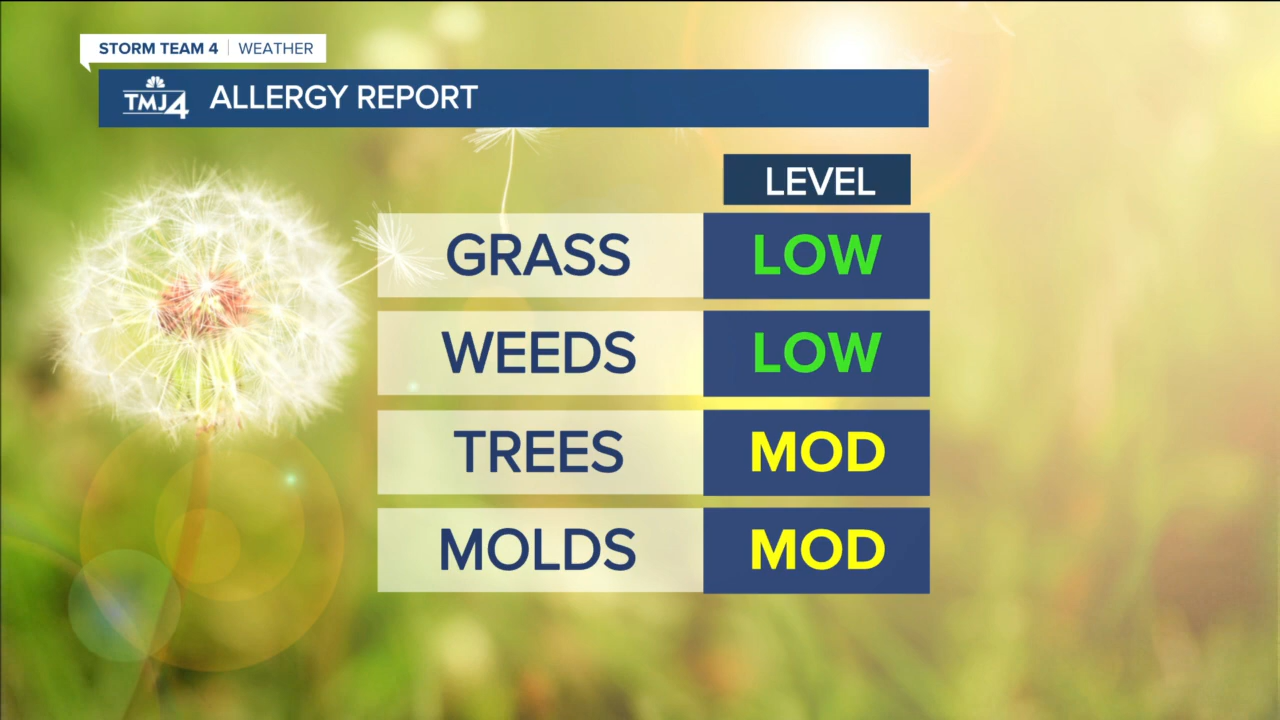 STORM TEAM 4 | WEATHER
TMJ4 ALLERGY REPORT
LEVEL
GRASS LOW
WEEDS LOW
TREES MOD
MOLDS MOD